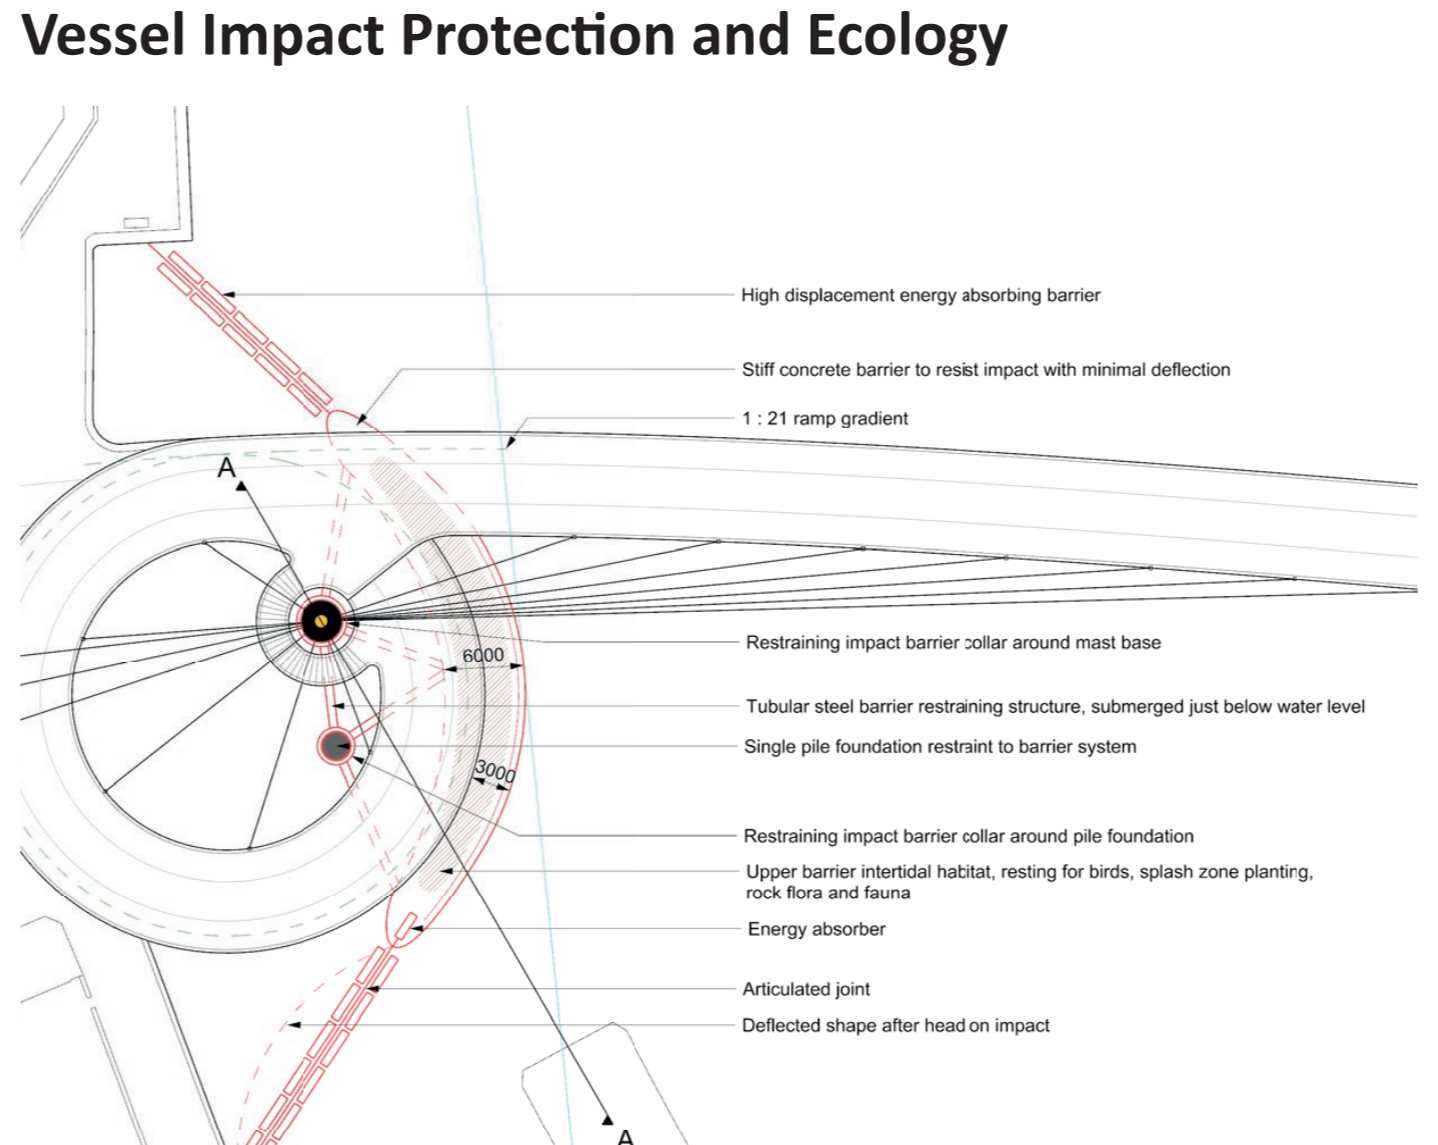 Vessel Impact Protection and Ecology
High displacement energy absorbing barrier
Stiff concrete barrier to resist impact with minimal deflection
1 : 21 ramp gradient
A
Restraining impact barrier collar around mast base
6000
Tubular steel barrier restraining structure, submerged just below water level
Single pile foundation restraint to barrier system
3000
Restraining impact barrier collar around pile foundation
Upper barrier intertidal habitat, resting for birds, splash zone planting,
rock flora and fauna
Energy absorber
Articulated joint
Deflected shape after head on impact
A